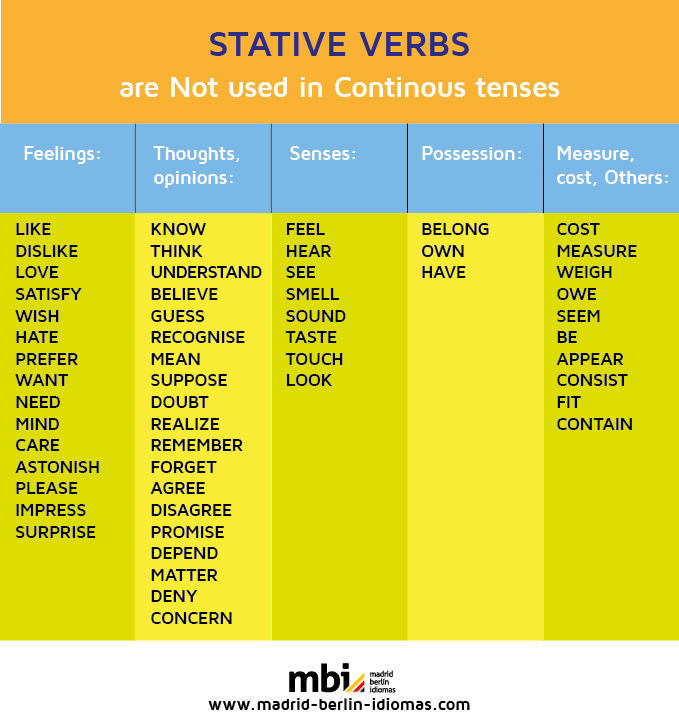 STATIVE VERBS
are Not used in Continous tenses
Feelings:
LIKE
DISLIKE
LOVE
SATISFY
WISH
HATE
PREFER
WANT
NEED
MIND
CARE
ASTONISH
PLEASE
IMPRESS
SURPRISE
Thoughts,
opinions:
KNOW
THINK
UNDERSTAND
BELIEVE
GUESS
RECOGNISE
MEAN
SUPPOSE
DOUBT
REALIZE
REMEMBER
FORGET
AGREE
DISAGREE
PROMISE
DEPEND
MATTER
DENY
CONCERN
Senses:
FEEL
HEAR
SEE
SMELL
SOUND
TASTE
TOUCH
LOOK
Possession:
BELONG
OWN
HAVE
Measure,
cost, Others:
COST
MEASURE
WEIGH
OWE
SEEM
BE
APPEAR
CONSIST
FIT
CONTAIN
mbi
madrid
berlín
idiomas
www.madrid-berlin-idiomas.com